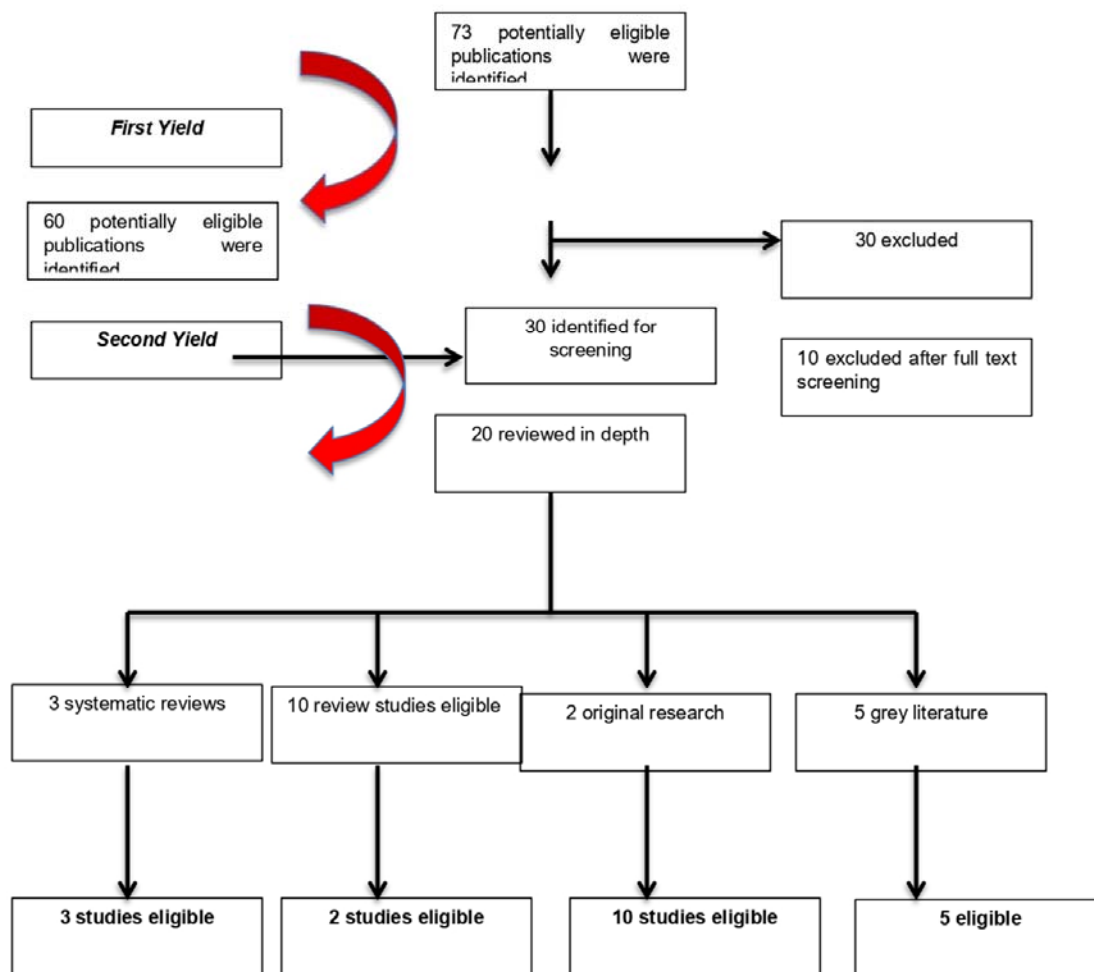 73 potentially eligible
publications were
identified
First Yield
60 potentially eligible
publications were
identified
30 excluded
Second Yield
30 identified for
screening
10 excluded after full text
screening
20 reviewed in depth
3 systematic reviews
10 review studies eligible
2 original research
5 grey literature
3 studies eligible
2 studies eligible
10 studies eligible
5 eligible